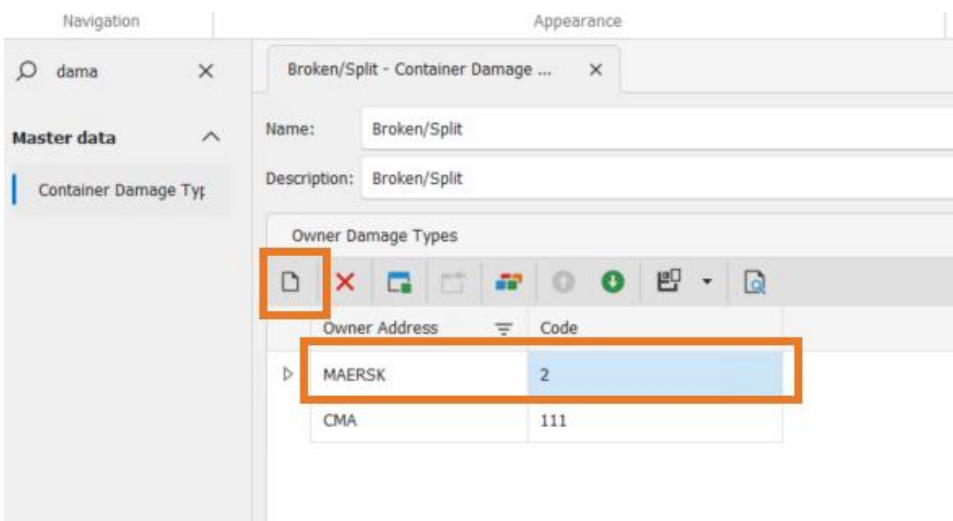 Navigation
Appearance
dama
Broken/Split - Container Damage ...
Master data
Name: Broken/Split
Container Damage Typ
Description: Broken/Split
Owner Damage Types
Owner Address Code
MAERSK 2
CMA 111